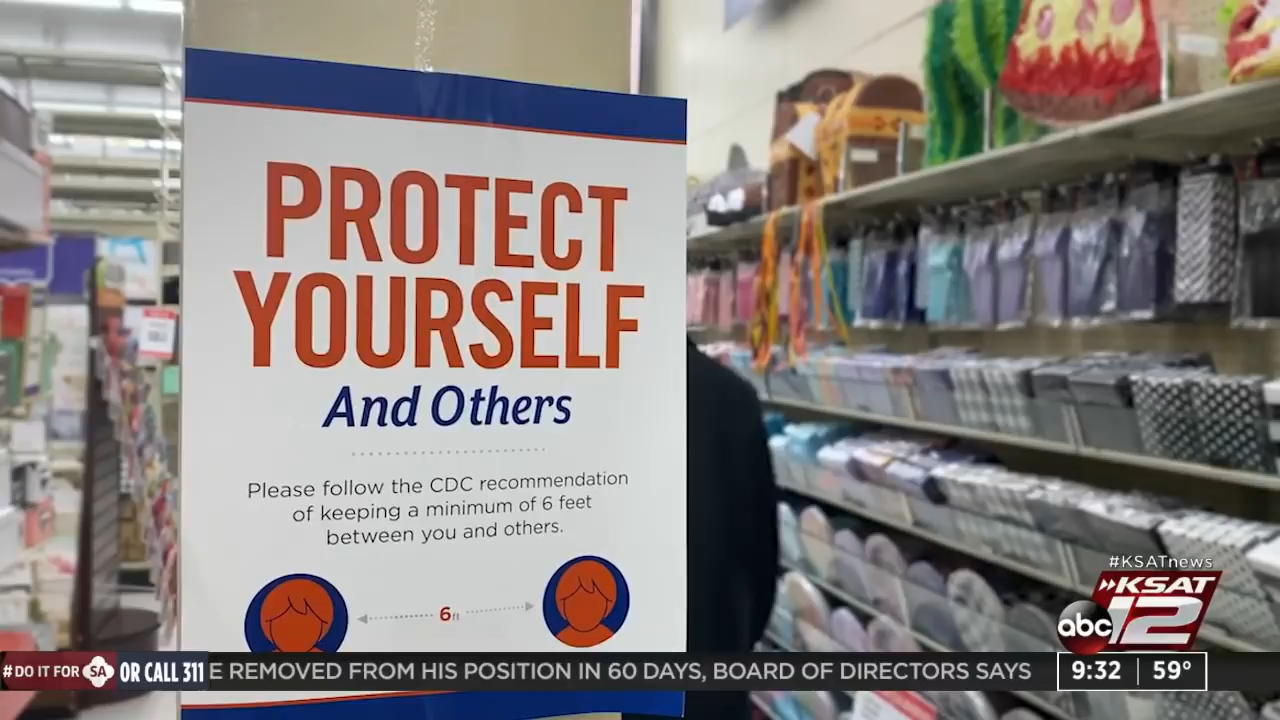 PROTECT
YOURSELF
And Others
Please follow the CDC recommendation
of keeping a minimum of 6 feet
between you and others.
6ft
#KSATnews
KSAT
abc 12
#DO IT FOR SA OR CALL 311
E REMOVED FROM HIS POSITION IN 60 DAYS, BOARD OF DIRECTORS SAYS
9:32 59°